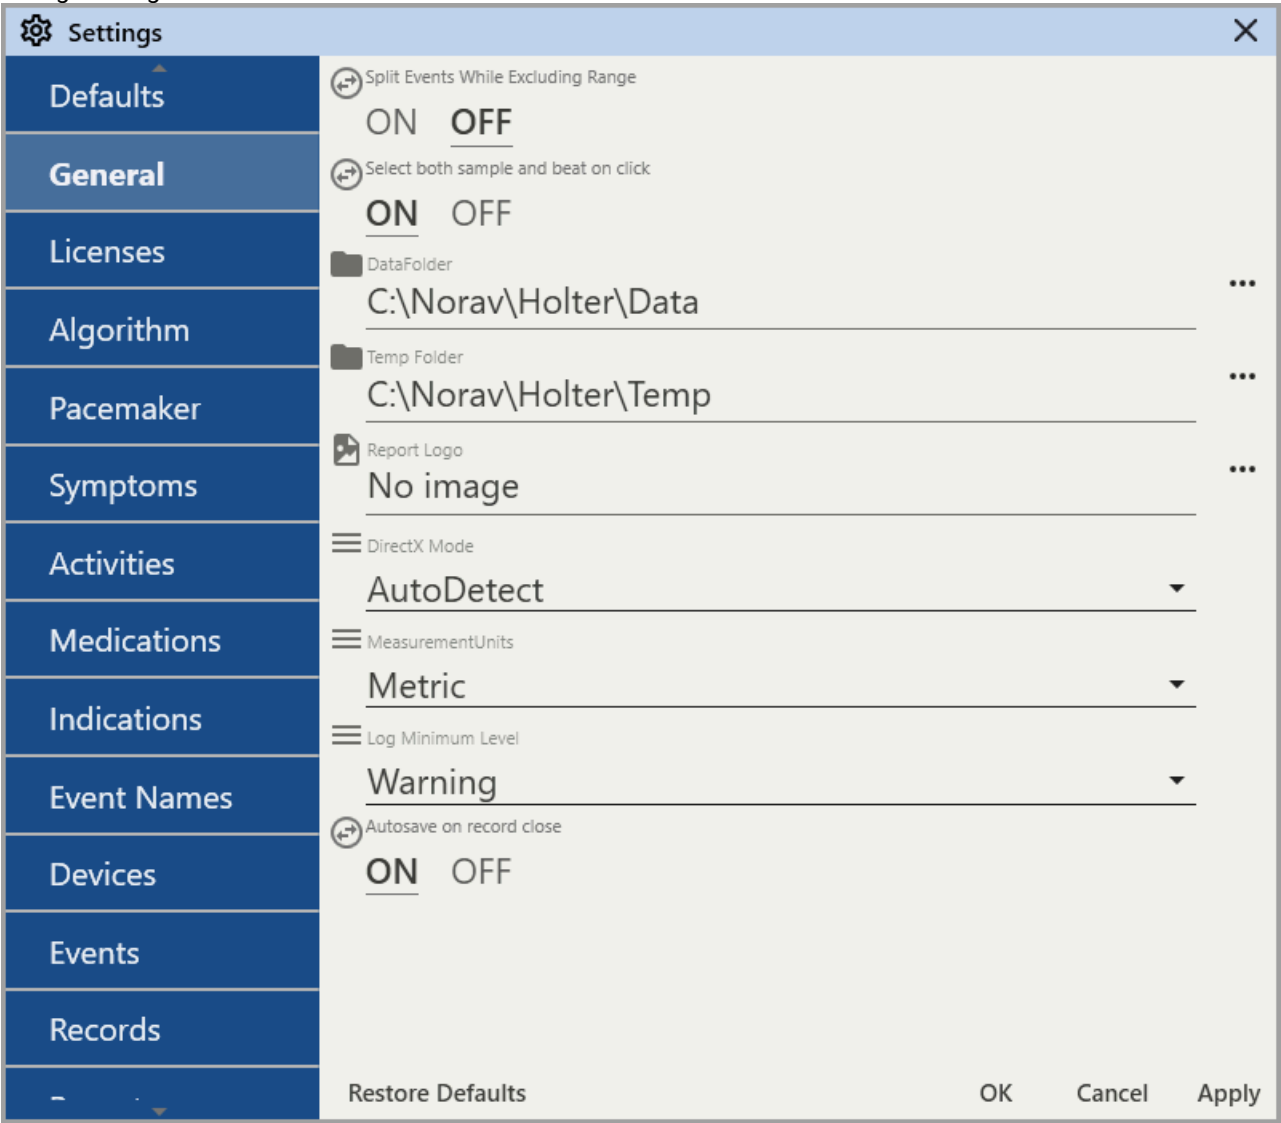 Settings
Defaults
General
Licenses
Algorithm
Pacemaker
Symptoms
Activities
Medications
Indications
Event Names
Devices
Events
Records
Split Events While Excluding Range
ON OFF
Select both sample and beat on click
ON OFF
DataFolder
C:\Norav\Holter\Data
Temp Folder
C:\Norav\Holter\Temp
Report Logo
No image
DirectX Mode
AutoDetect
MeasurementUnits
Metric
Log Minimum Level
Warning
Autosave on record close
ON OFF
Restore Defaults
OK Cancel Apply